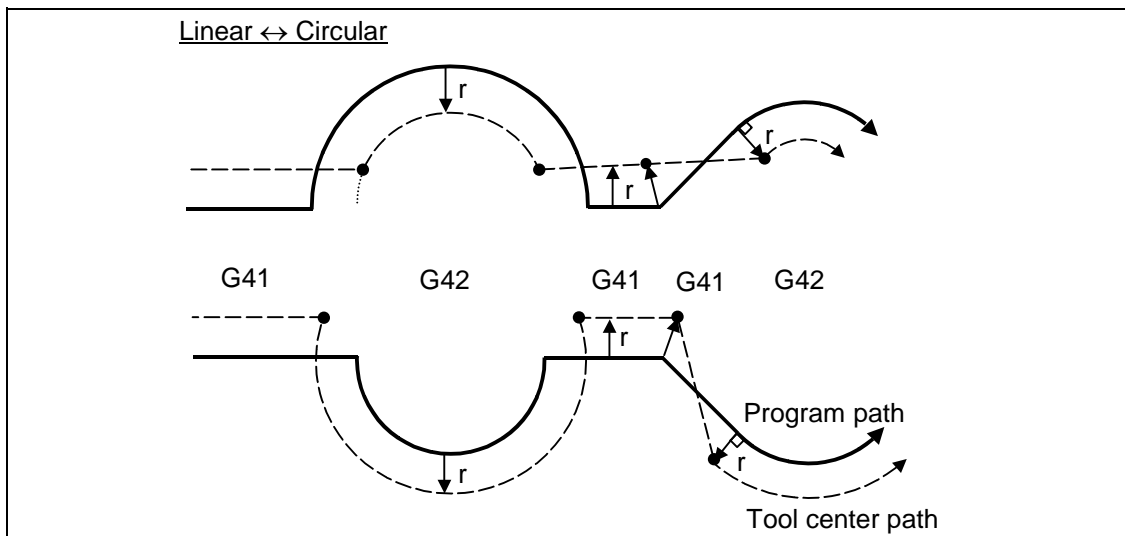 Linear ↔ Circular
r
r
r
G41 G42 G41 G41 G42
r
r
Program path
r
Tool center path